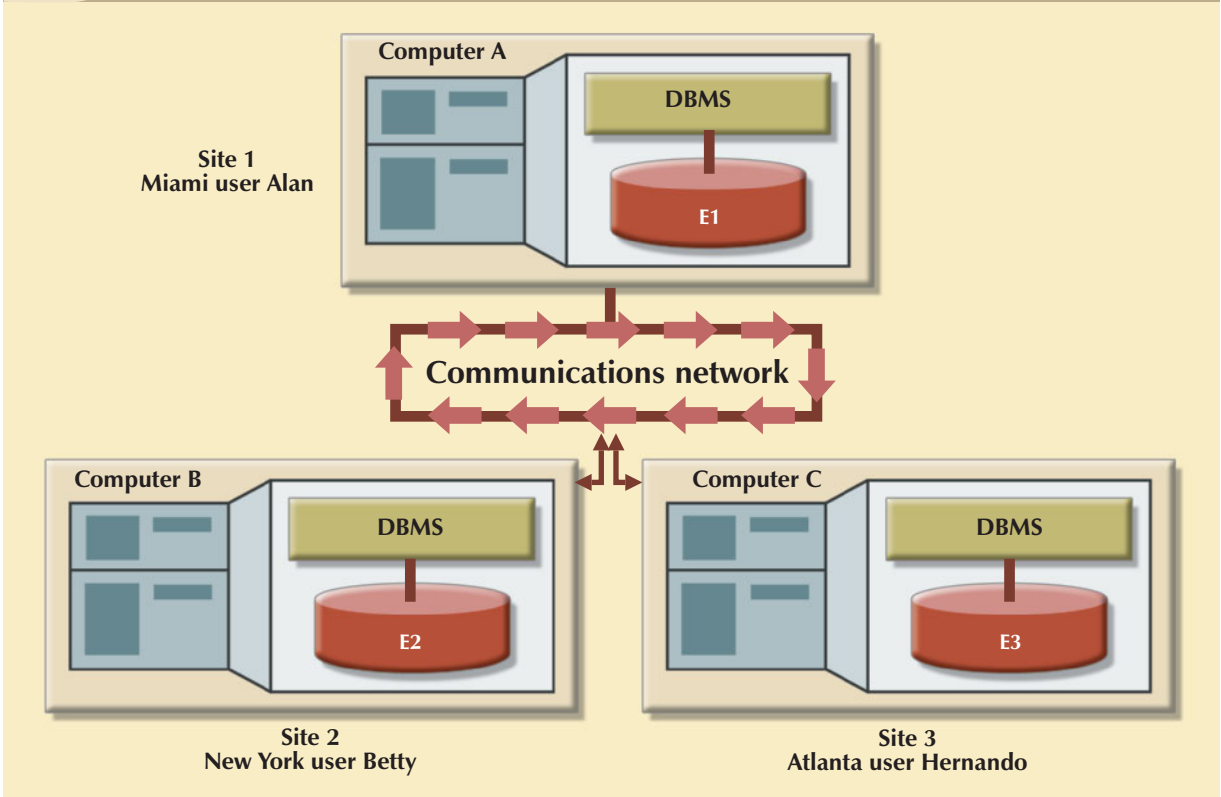 Computer A
DBMS
E1
Site 1
Miami user Alan
Communications network
Computer B
DBMS
E2
Site 2
New York user Betty
Computer C
DBMS
E3
Site 3
Atlanta user Hernando